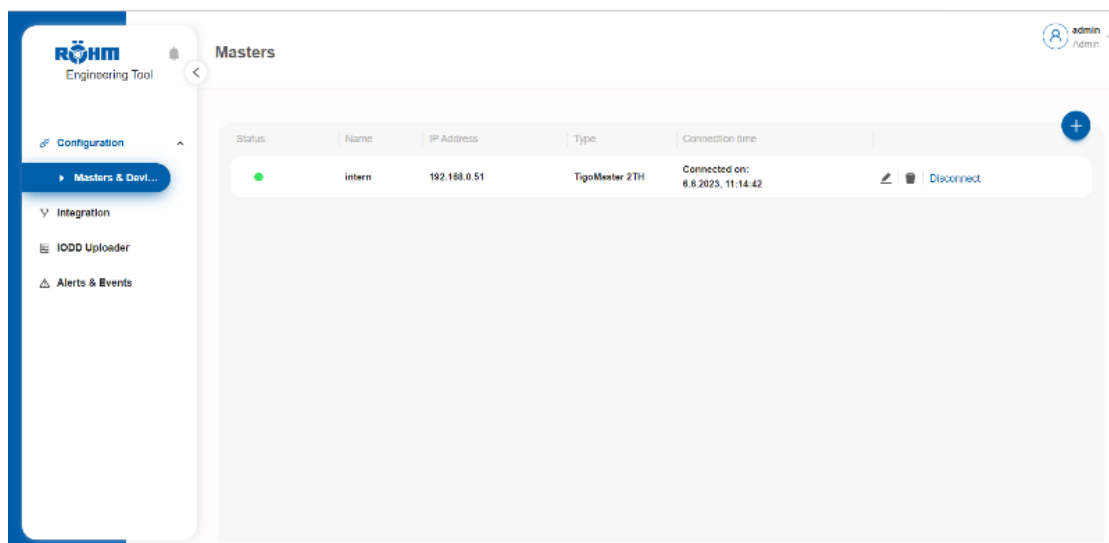 RÖHM
Engineering Tool
Masters
admin
Admin
Configuration
Masters & Devi...
Integration
IODD Uploader
Alerts & Events
Status Name IP Address Type Connection time
intern 192.168.0.51 TigoMaster 2TH Connected on: Disconnect
6.6.2023, 11:14:42